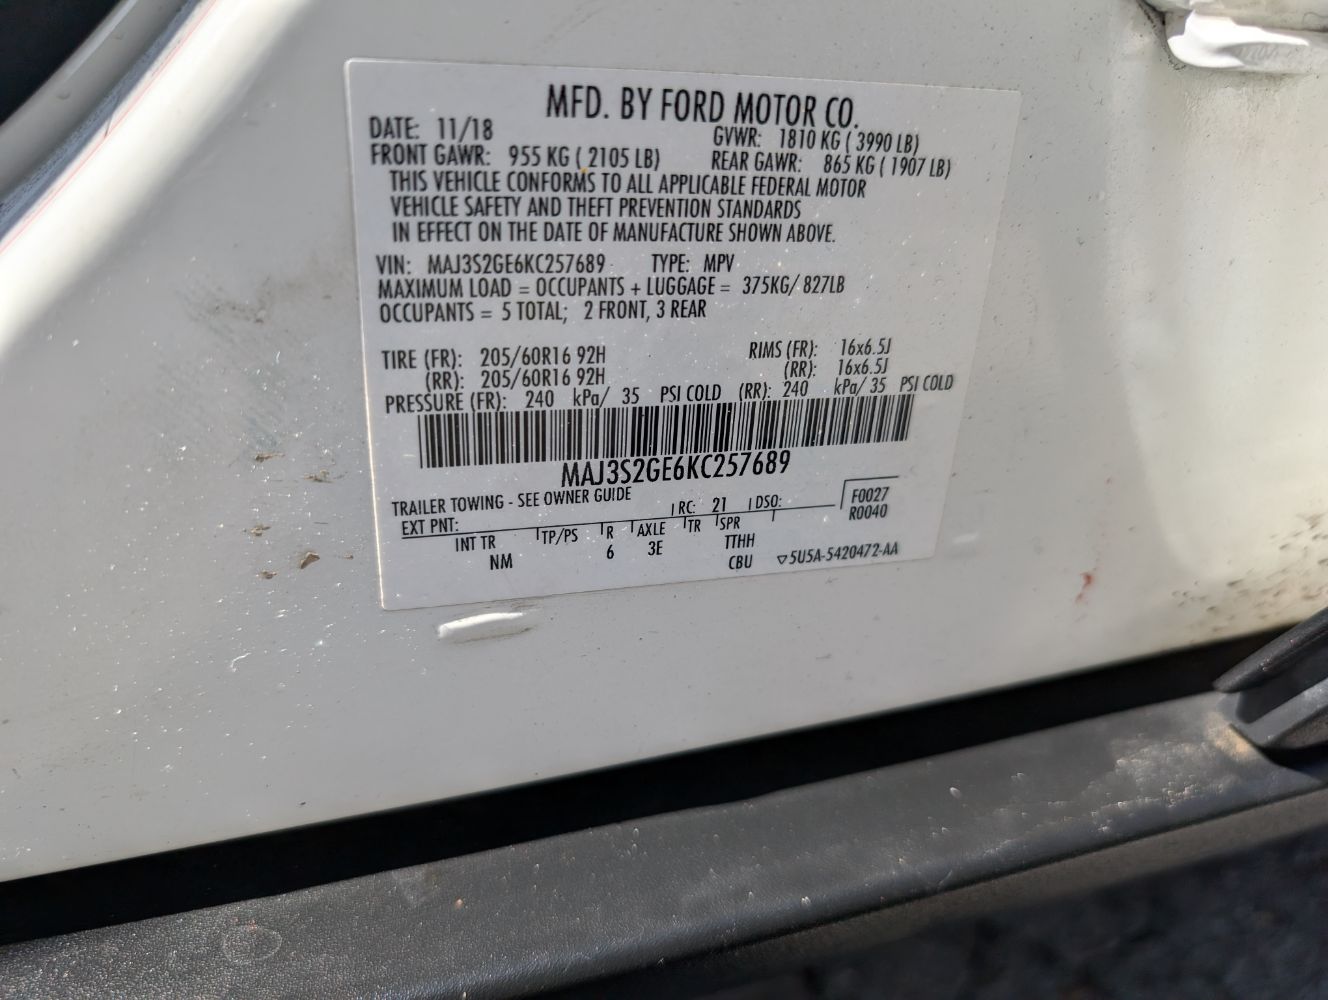 MFD. BY FORD MOTOR CO.
DATE: 11/18 GVWR: 1810 KG ( 3990 LB)
FRONT GAWR: 955 KG ( 2105 LB) REAR GAWR: 865 KG ( 1907 LB)
THIS VEHICLE CONFORMS TO ALL APPLICABLE FEDERAL MOTOR
VEHICLE SAFETY AND THEFT PREVENTION STANDARDS
IN EFFECT ON THE DATE OF MANUFACTURE SHOWN ABOVE.
VIN: MAJ3S2GE6KC257689 TYPE: MPV
MAXIMUM LOAD = OCCUPANTS + LUGGAGE = 375KG/ 827LB
OCCUPANTS = 5 TOTAL; 2 FRONT, 3 REAR
TIRE (FR): 205/60R16 92H RIMS (FR): 16x6.5J
(RR): 205/60R16 92H (RR): 16x6.5J
PRESSURE (FR): 240 kPa/ 35 PSI COLD (RR): 240 kPa/ 35 PSI COLD
MAJ3S2GE6KC257689
TRAILER TOWING - SEE OWNER GUIDE
EXT PNT: RC: 21 DSO: F0027
R0040
INT TR TP/PS R AXLE TR SPR
NM 6 3E TTHH
CBU ▽5U5A-5420472-AA